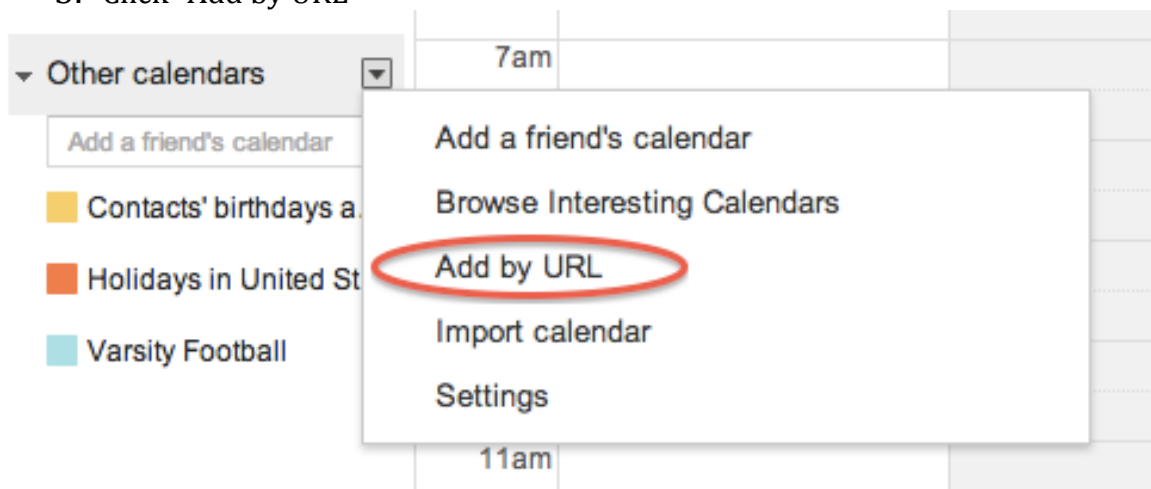 Other calendars
7am
Add a friend's calendar
Add a friend's calendar
Contacts' birthdays a
Browse Interesting Calendars
Holidays in United St
Add by URL
Varsity Football
Import calendar
Settings
11am